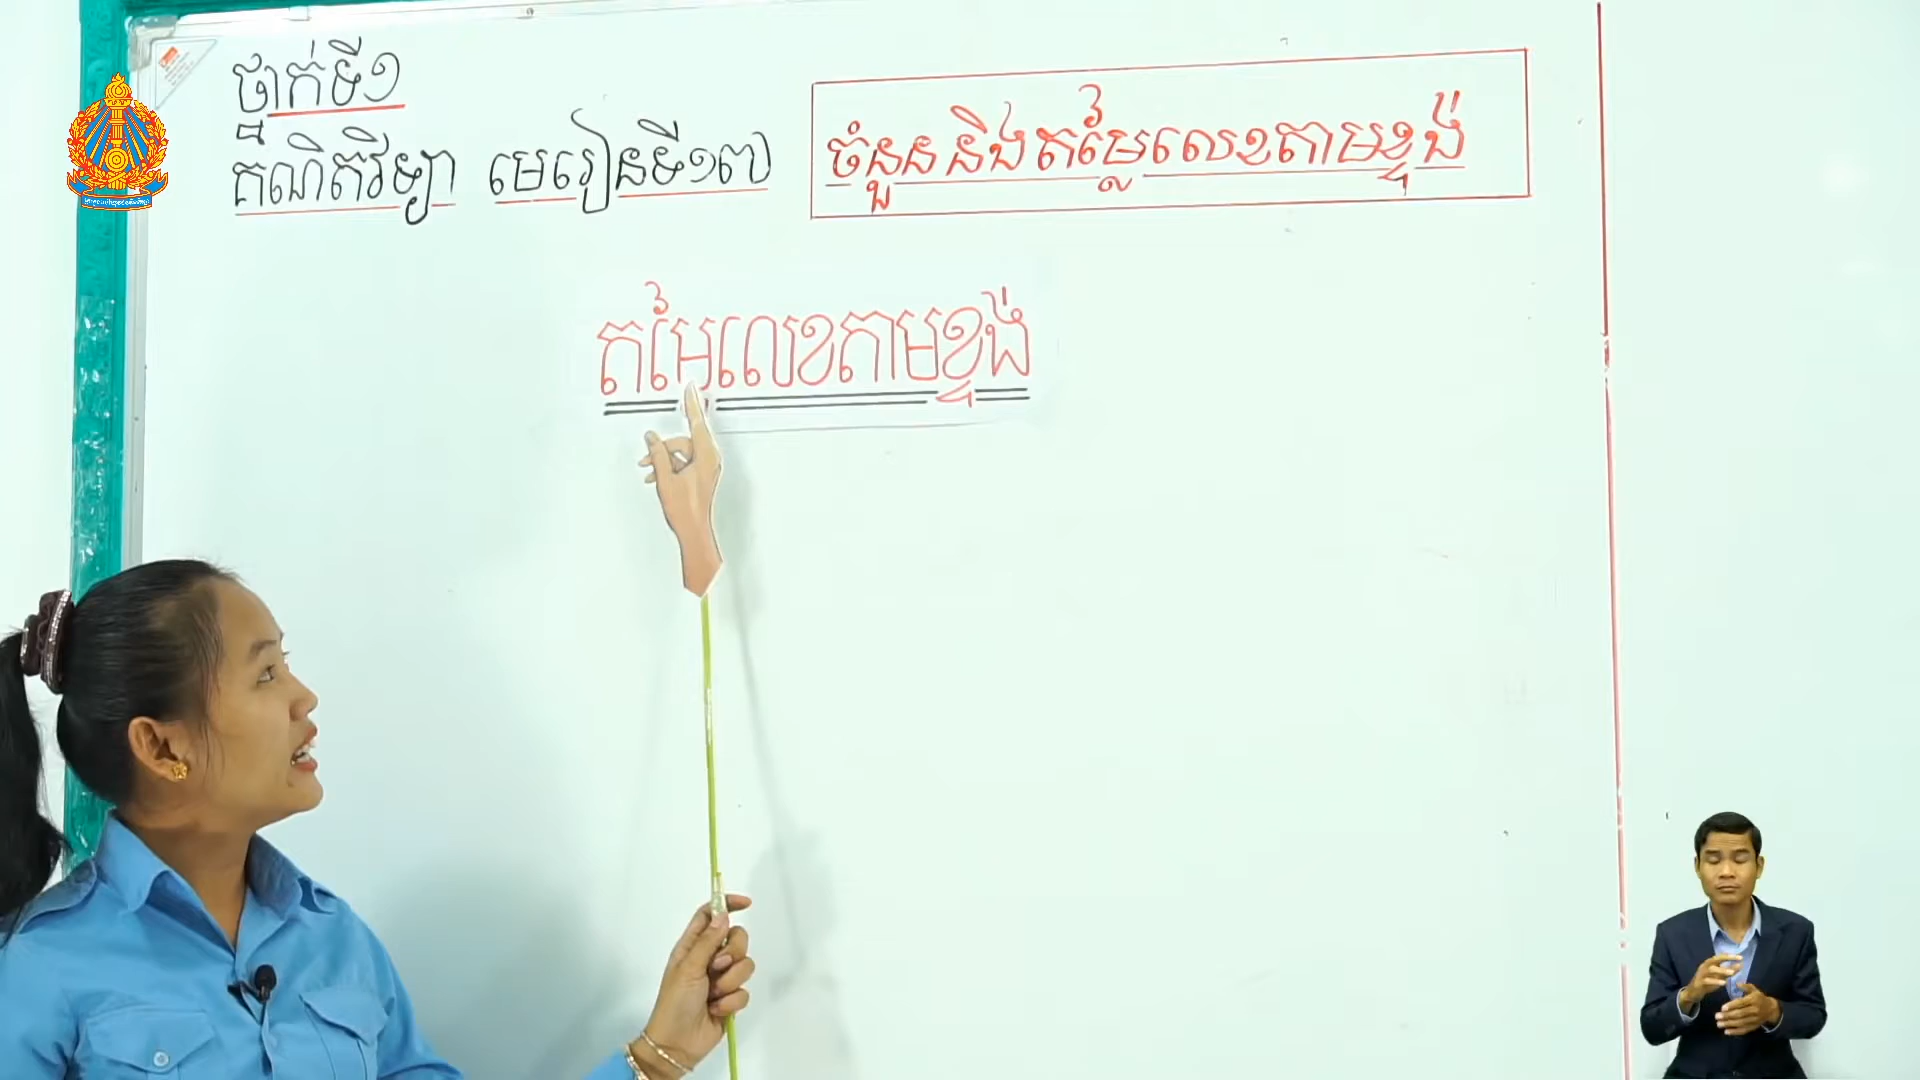 ថ្នាក់ទី១
គណិតវិទ្យា មេរៀនទី១៧
ចំនួន និងតម្លៃលេខតាមខ្ទង់
តម្លៃលេខតាមខ្ទង់